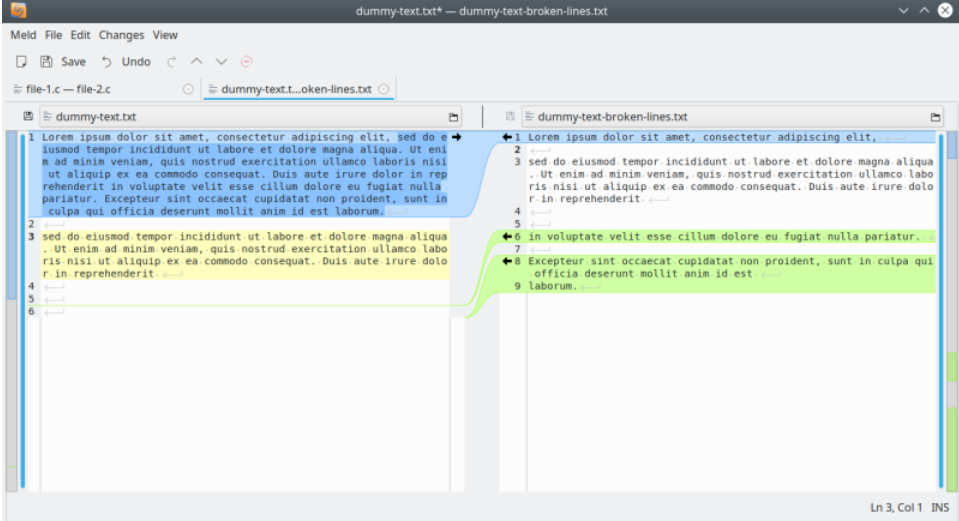 dummy-text.txt* — dummy-text-broken-lines.txt
Meld File Edit Changes View
Save Undo
file-1.c — file-2.c
dummy-text.t...oken-lines.txt
dummy-text.txt
1 Lorem ipsum dolor sit amet, consectetur adipiscing elit, sed do e
iusmod tempor incididunt ut labore et dolore magna aliqua. Ut eni
m ad minim veniam, quis nostrud exercitation ullamco laboris nisi
ut aliquip ex ea commodo consequat. Duis aute irure dolor in rep
rehenderit in voluptate velit esse cillum dolore eu fugiat nulla
pariatur. Excepteur sint occaecat cupidatat non proident, sunt in
culpa qui officia deserunt mollit anim id est laborum.
2
3 sed do eiusmod tempor incididunt ut labore et dolore magna aliqua
. Ut enim ad minim veniam, quis nostrud exercitation ullamco labo
ris nisi ut aliquip ex ea commodo consequat. Duis aute irure dolo
r in reprehenderit
4
5
6
dummy-text-broken-lines.txt
1 Lorem ipsum dolor sit amet, consectetur adipiscing elit,
2
3 sed do eiusmod tempor incididunt ut labore et dolore magna aliqua
. Ut enim ad minim veniam, quis nostrud exercitation ullamco labo
ris nisi ut aliquip ex ea commodo consequat. Duis aute irure dolo
r in reprehenderit
4
5
6 in voluptate velit esse cillum dolore eu fugiat nulla pariatur.
7
8 Excepteur sint occaecat cupidatat non proident, sunt in culpa qui
officia deserunt mollit anim id est
9 laborum.
Ln 3, Col 1 INS